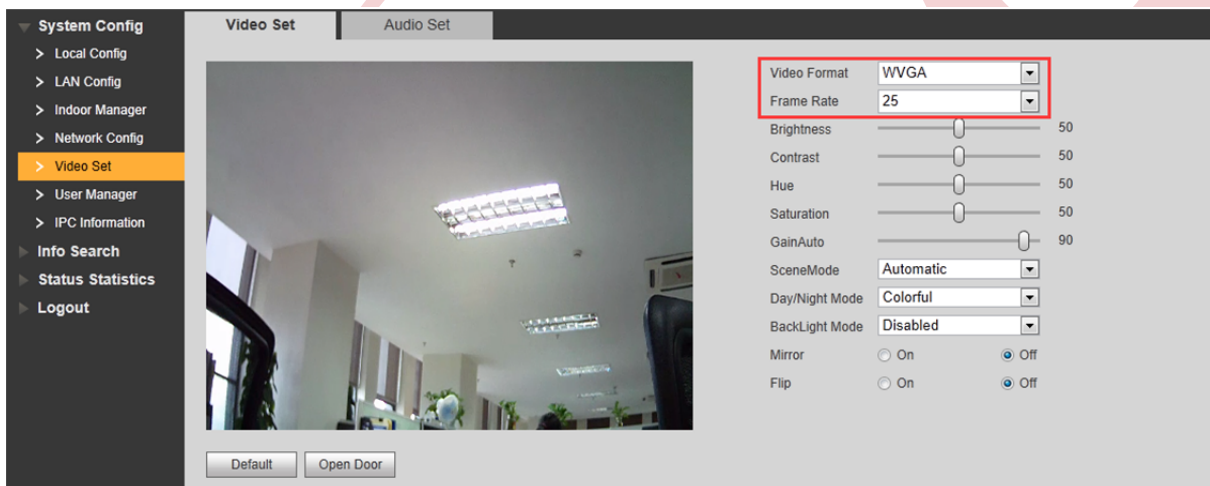 System Config
> Local Config
> LAN Config
> Indoor Manager
> Network Config
> Video Set
> User Manager
> IPC Information
Info Search
Status Statistics
Logout
Video Set
Audio Set
Video Format WVGA
Frame Rate 25
Brightness 50
Contrast 50
Hue 50
Saturation 50
GainAuto 90
SceneMode Automatic
Day/Night Mode Colorful
BackLight Mode Disabled
Mirror On Off
Flip On Off
Default Open Door